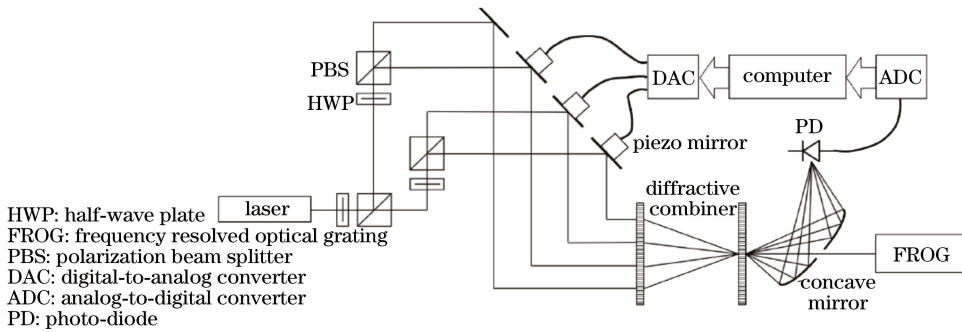 PBS
HWP
DAC
computer
ADC
PD
piezo mirror
diffractive
combiner
laser
FROG
concave
mirror
HWP: half-wave plate
FROG: frequency resolved optical grating
PBS: polarization beam splitter
DAC: digital-to-analog converter
ADC: analog-to-digital converter
PD: photo-diode